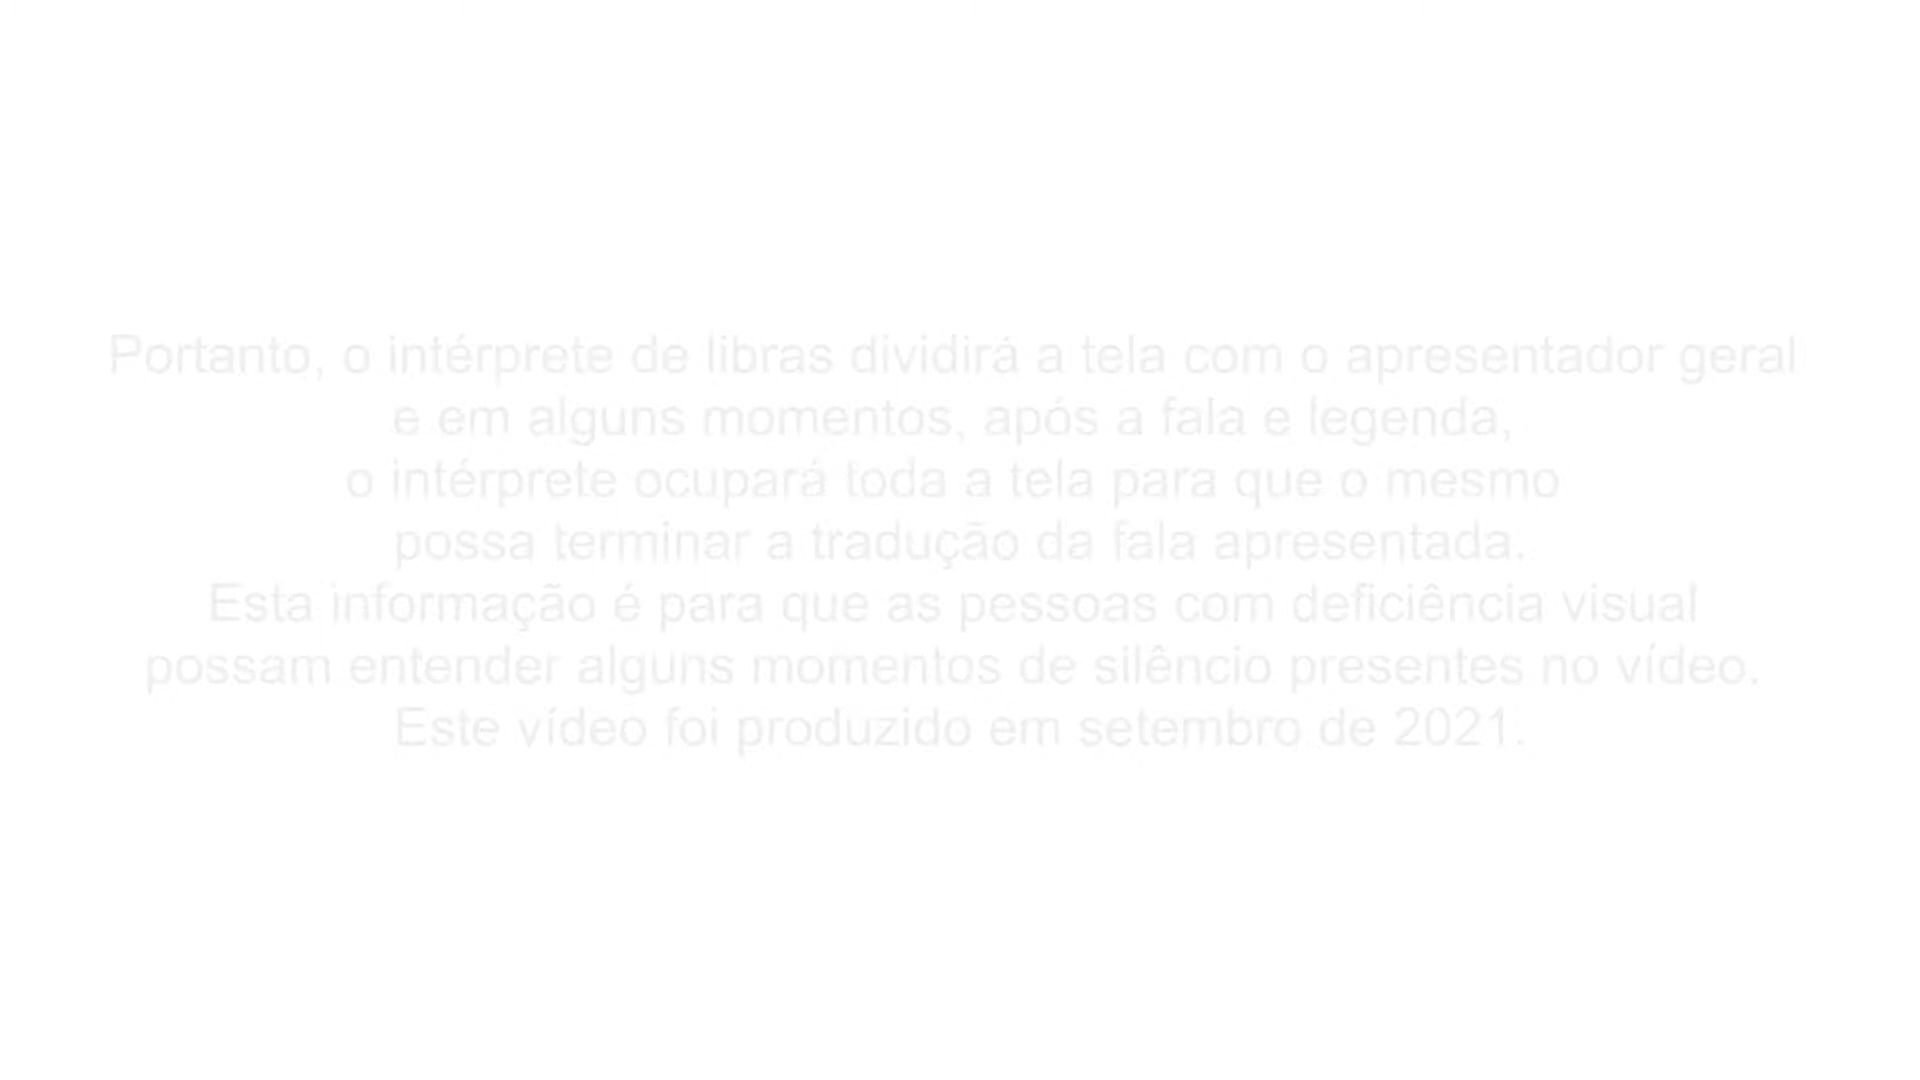 Portanto, o intérprete de libras dividirá a tela com o apresentador geral
e em alguns momentos, após a fala e legenda,
o intérprete ocupará toda a tela para que o mesmo
possa terminar a tradução da fala apresentada.
Esta informação é para que as pessoas com deficiência visual
possam entender alguns momentos de silêncio presentes no vídeo.
Este vídeo foi produzido em setembro de 2021.